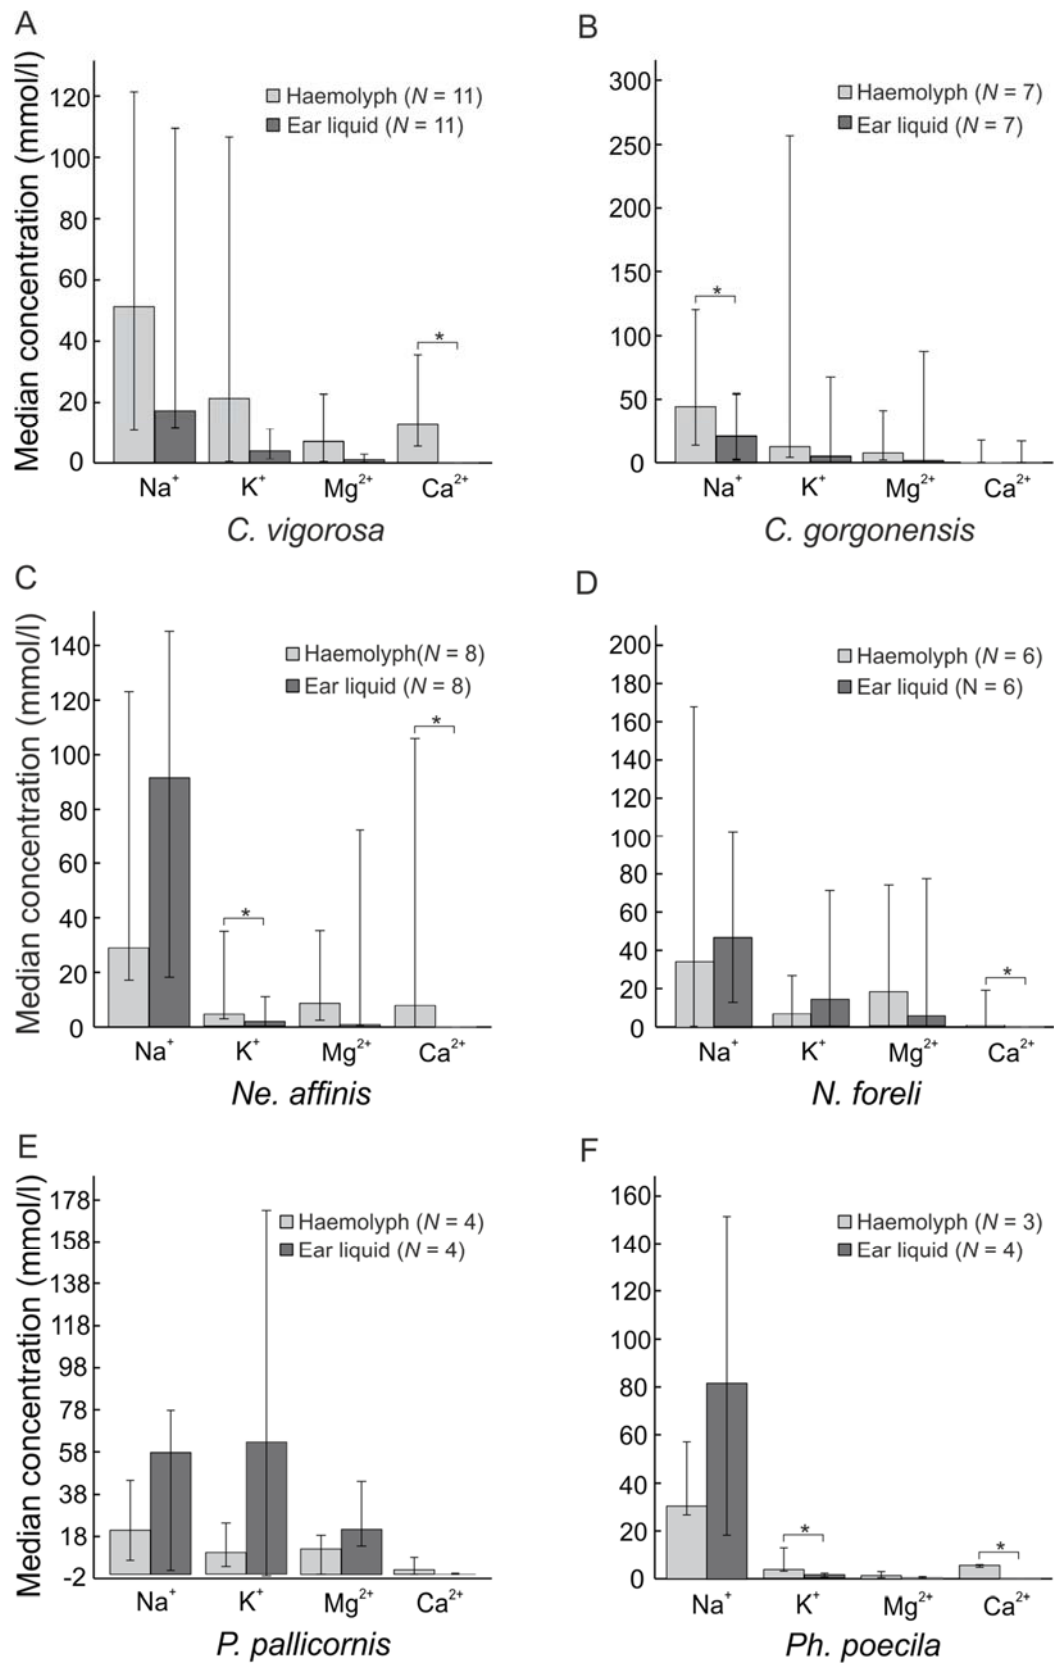 A
Median concentration (mmol/l)
120
100
80
60
40
20
0
Haemolyph (N = 11)
Ear liquid (N = 11)
*
Na⁺ K⁺ Mg²⁺ Ca²⁺
C. vigorosa
B
300
250
200
150
100
50
0
Haemolyph (N = 7)
Ear liquid (N = 7)
*
Na⁺ K⁺ Mg²⁺ Ca²⁺
C. gorgonensis
C
Median concentration (mmol/l)
140
120
100
80
60
40
20
0
Haemolyph(N = 8)
Ear liquid (N = 8)
*
*
Na⁺ K⁺ Mg²⁺ Ca²⁺
Ne. affinis
D
200
180
160
140
120
100
80
60
40
20
0
Haemolyph (N = 6)
Ear liquid (N = 6)
*
Na⁺ K⁺ Mg²⁺ Ca²⁺
N. foreli
E
Median concentration (mmol/l)
178
158
138
118
98
78
58
38
18
-2
Haemolyph (N = 4)
Ear liquid (N = 4)
Na⁺ K⁺ Mg²⁺ Ca²⁺
P. pallicornis
F
160
140
120
100
80
60
40
20
0
Haemolyph (N = 3)
Ear liquid (N = 4)
*
*
Na⁺ K⁺ Mg²⁺ Ca²⁺
Ph. poecila